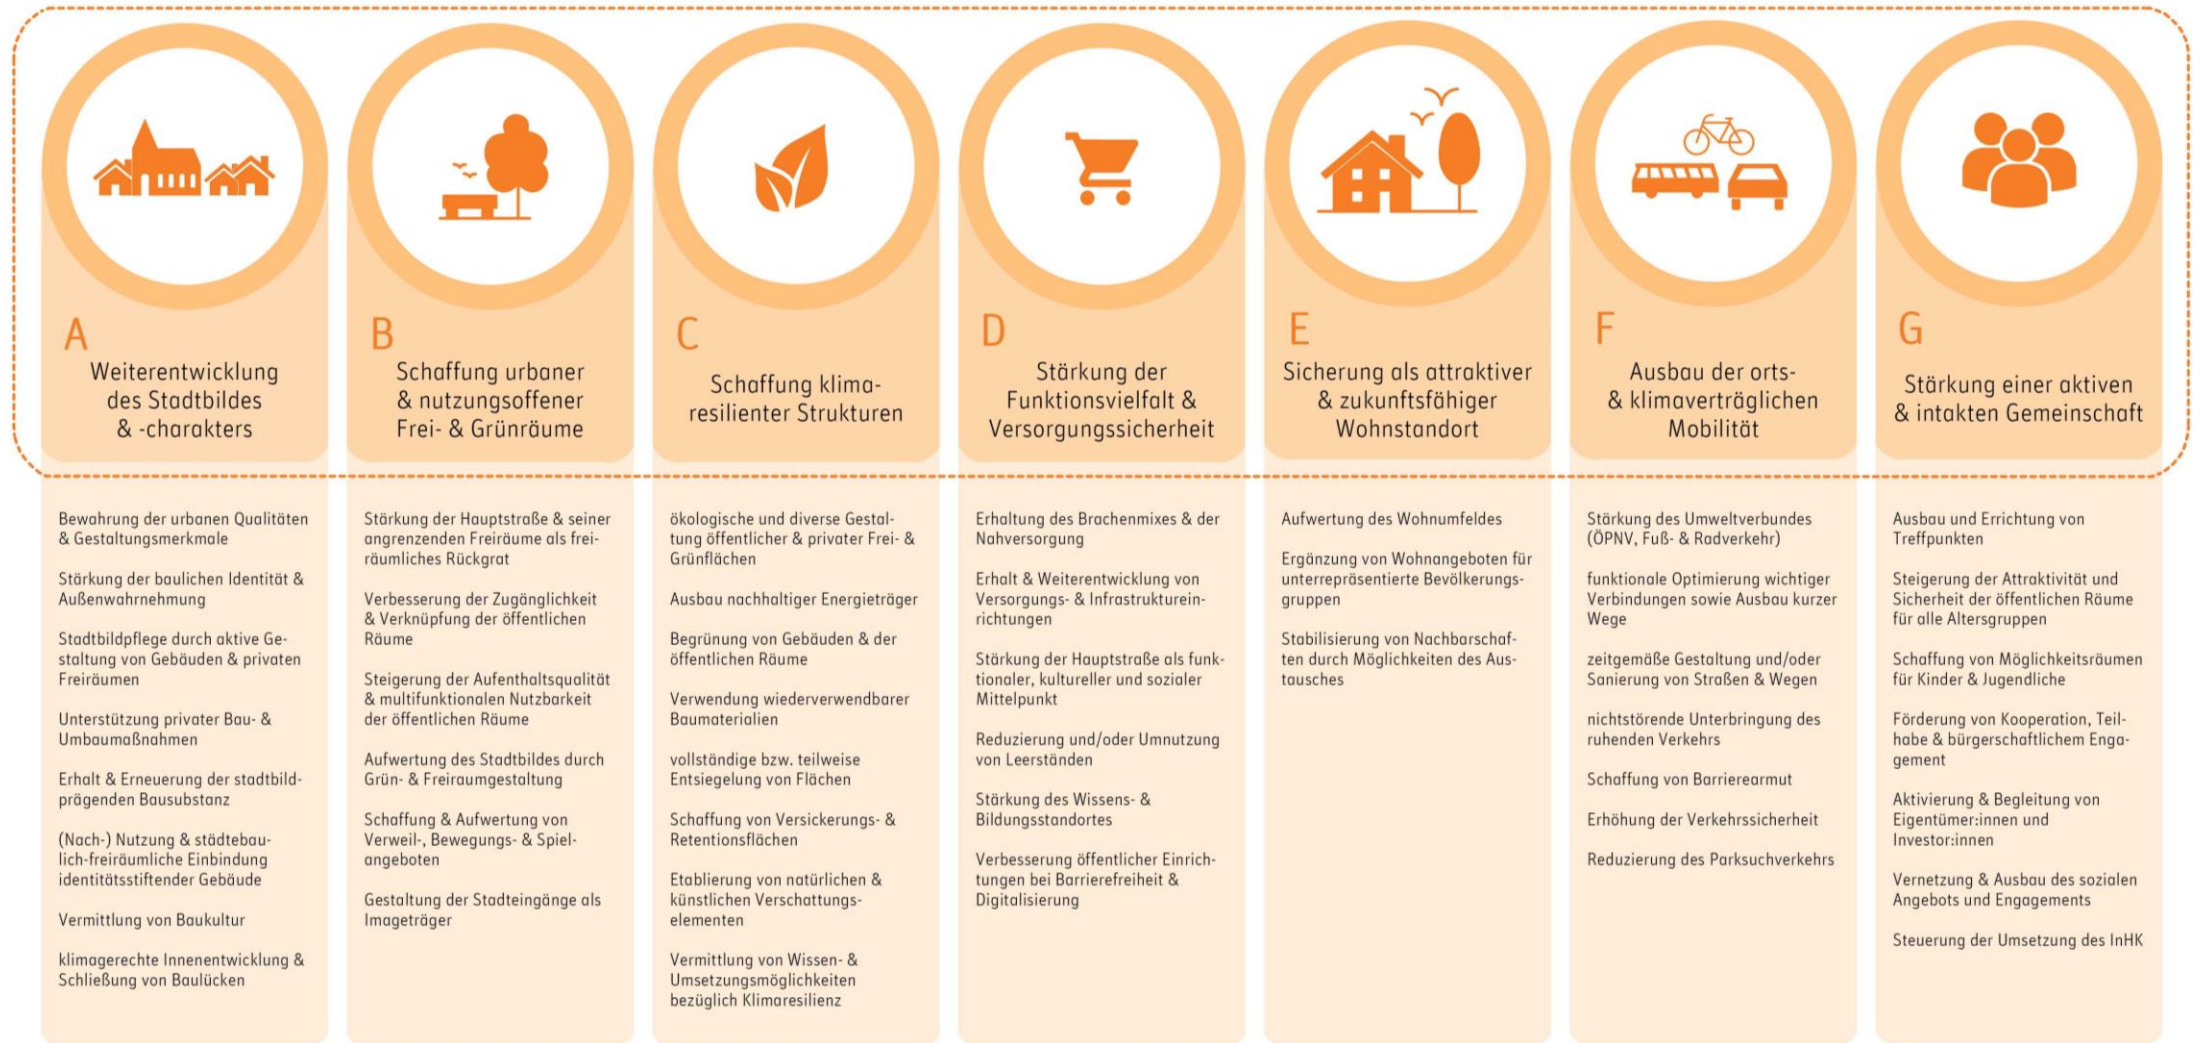 A
Weiterentwicklung
des Stadtbildes
& -charakters
Bewahrung der urbanen Qualitäten
& Gestaltungsmerkmale
Stärkung der baulichen Identität &
Außenwahrnehmung
Stadtbildpflege durch aktive Ge-
staltung von Gebäuden & privaten
Freiräumen
Unterstützung privater Bau- &
Umbaumaßnahmen
Erhalt & Erneuerung der stadtbild-
prägenden Bausubstanz
(Nach-) Nutzung & städtebau-
lich-freiräumliche Einbindung
identitätsstiftender Gebäude
Vermittlung von Baukultur
klimagerechte Innenentwicklung &
Schließung von Baulücken
B
Schaffung urbaner
& nutzungsoffener
Frei- & Grünräume
Stärkung der Hauptstraße & seiner
angrenzenden Freiräume als frei-
räumliches Rückgrat
Verbesserung der Zugänglichkeit
& Verknüpfung der öffentlichen
Räume
Steigerung der Aufenthaltsqualität
& multifunktionalen Nutzbarkeit
der öffentlichen Räume
Aufwertung des Stadtbildes durch
Grün- & Freiraumgestaltung
Schaffung & Aufwertung von
Verweil-, Bewegungs- & Spiel-
angeboten
Gestaltung der Stadteingänge als
Imageträger
C
Schaffung klima-
resilienter Strukturen
ökologische und diverse Gestal-
tung öffentlicher & privater Frei- &
Grünflächen
Ausbau nachhaltiger Energieträger
Begrünung von Gebäuden & der
öffentlichen Räume
Verwendung wiederverwendbarer
Baumaterialien
vollständige bzw. teilweise
Entsiegelung von Flächen
Schaffung von Versickerungs- &
Retentionsflächen
Etablierung von natürlichen &
künstlichen Verschattungs-
elementen
Vermittlung von Wissen- &
Umsetzungsmöglichkeiten
bezüglich Klimaresilienz
D
Stärkung der
Funktionsvielfalt &
Versorgungssicherheit
Erhaltung des Brachenmixes & der
Nahversorgung
Erhalt & Weiterentwicklung von
Versorgungs- & Infrastrukturein-
richtungen
Stärkung der Hauptstraße als funk-
tionaler, kultureller und sozialer
Mittelpunkt
Reduzierung und/oder Umnutzung
von Leerständen
Stärkung des Wissens- &
Bildungsstandortes
Verbesserung öffentlicher Einrich-
tungen bei Barrierefreiheit &
Digitalisierung
E
Sicherung als attraktiver
& zukunftsfähiger
Wohnstandort
Aufwertung des Wohnumfeldes
Ergänzung von Wohnangeboten für
unterrepräsentierte Bevölkerungs-
gruppen
Stabilisierung von Nachbarschaf-
ten durch Möglichkeiten des Aus-
tausches
F
Ausbau der orts-
& klimaverträglichen
Mobilität
Stärkung des Umweltverbundes
(ÖPNV, Fuß- & Radverkehr)
funktionale Optimierung wichtiger
Verbindungen sowie Ausbau kurzer
Wege
zeitgemäße Gestaltung und/oder
Sanierung von Straßen & Wegen
nichtstörende Unterbringung des
ruhenden Verkehrs
Schaffung von Barrierearmut
Erhöhung der Verkehrssicherheit
Reduzierung des Parksuchverkehrs
G
Stärkung einer aktiven
& intakten Gemeinschaft
Ausbau und Errichtung von
Treffpunkten
Steigerung der Attraktivität und
Sicherheit der öffentlichen Räume
für alle Altersgruppen
Schaffung von Möglichkeitsräumen
für Kinder & Jugendliche
Förderung von Kooperation, Teil-
habe & bürgerschaftlichem Enga-
gement
Aktivierung & Begleitung von
Eigentümer:innen und
Investor:innen
Vernetzung & Ausbau des sozialen
Angebots und Engagements
Steuerung der Umsetzung des InHK